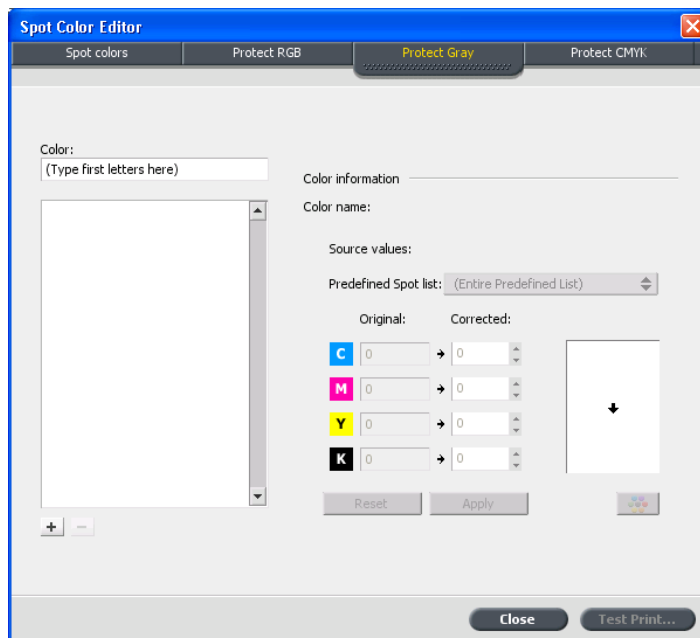 Spot Color Editor
Spot colors Protect RGB Protect Gray Protect CMYK
Color:
(Type first letters here)
Color information
Color name:
Source values:
Predefined Spot list: (Entire Predefined List)
Original: Corrected:
C 0 0
M 0 0
Y 0 0
K 0 0
Reset Apply
Close Test Print...